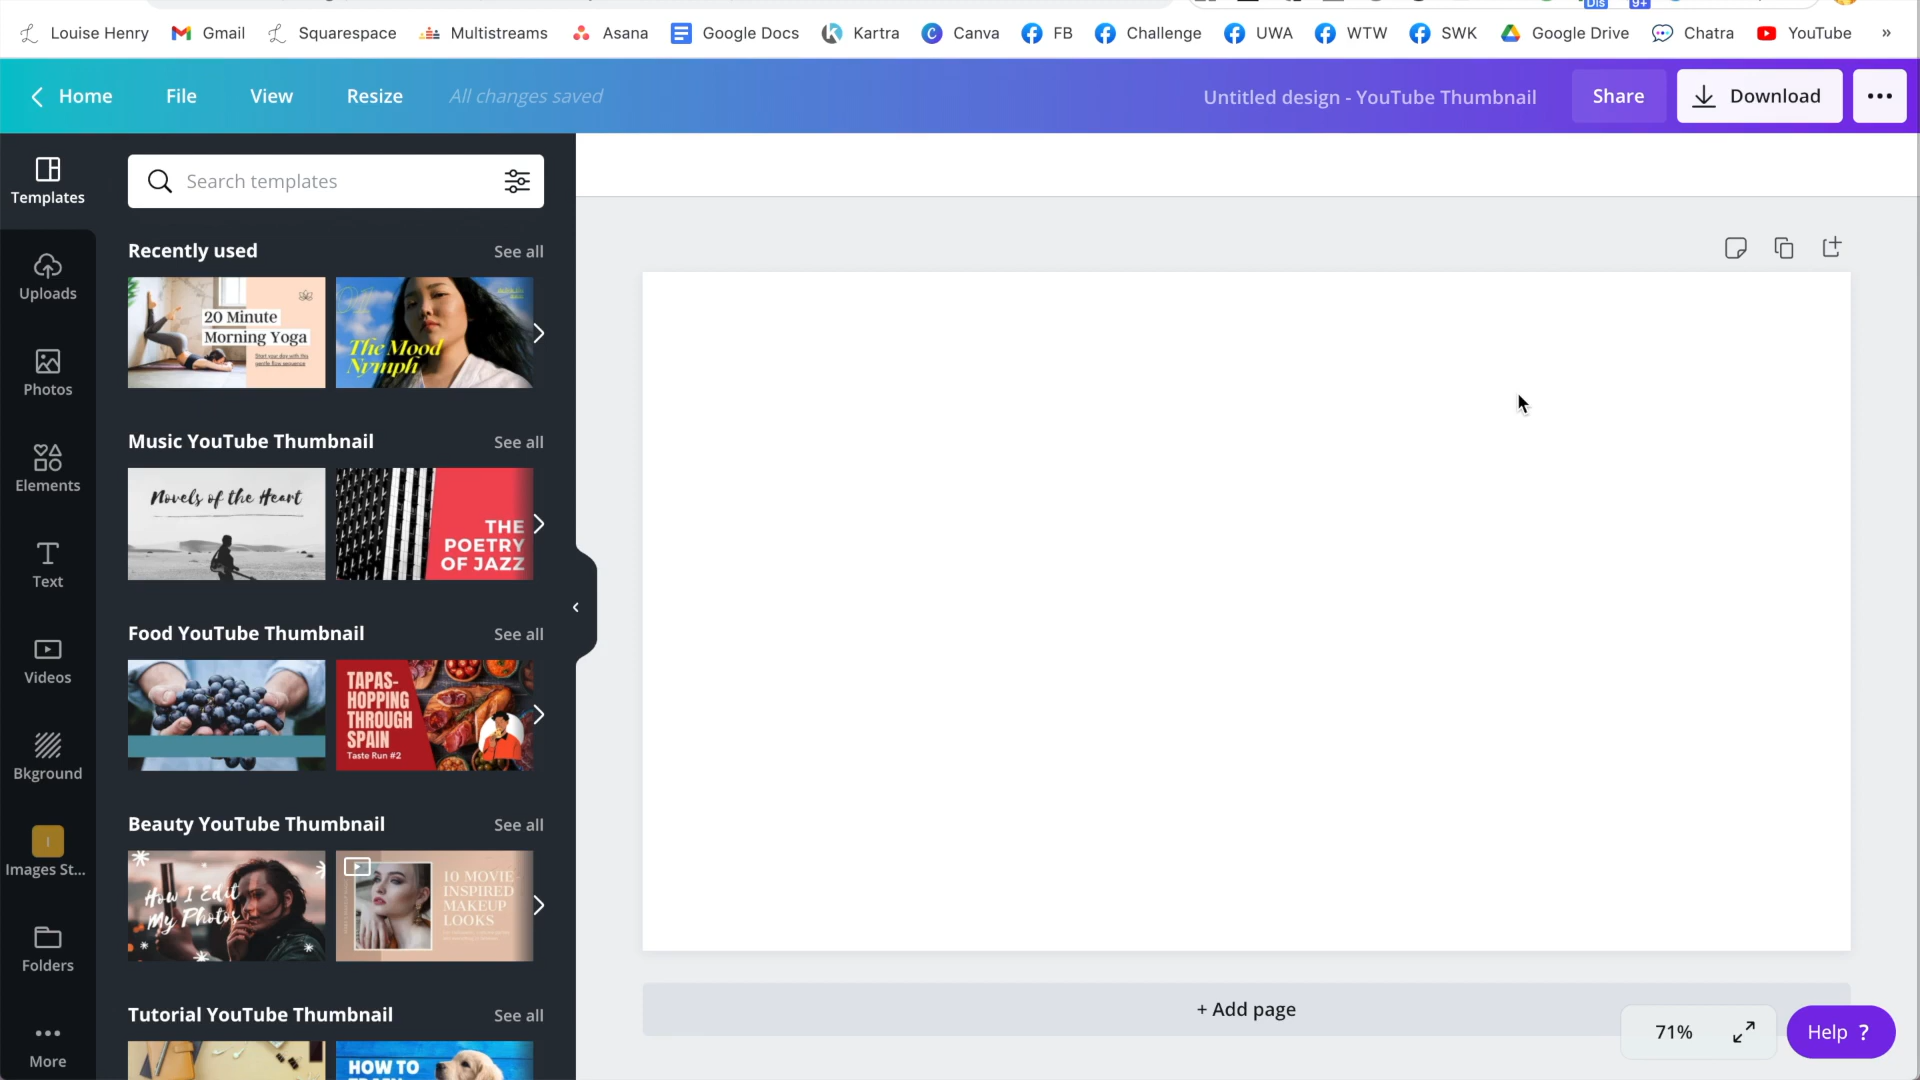 Louise Henry Gmail Squarespace Multistreams Asana Google Docs Kartra Canva FB Challenge UWA WTW SWK Google Drive Chatra YouTube »
Home File View Resize All changes saved Untitled design - YouTube Thumbnail Share Download
Templates
Uploads
Photos
Elements
Text
Videos
Bkground
Images St...
Folders
More
Search templates
Recently used See all
20 Minute
Morning Yoga
The Mood
Nymph
Music YouTube Thumbnail See all
Novels of the Heart
THE
POETRY
OF JAZZ
Food YouTube Thumbnail See all
TAPAS-
HOPPING
THROUGH
SPAIN
Taste Run #2
Beauty YouTube Thumbnail See all
How I Edit
My Photos
10 MOVIE-
INSPIRED
MAKEUP
LOOKS
Tutorial YouTube Thumbnail See all
HOW TO
+ Add page
71%
Help ?